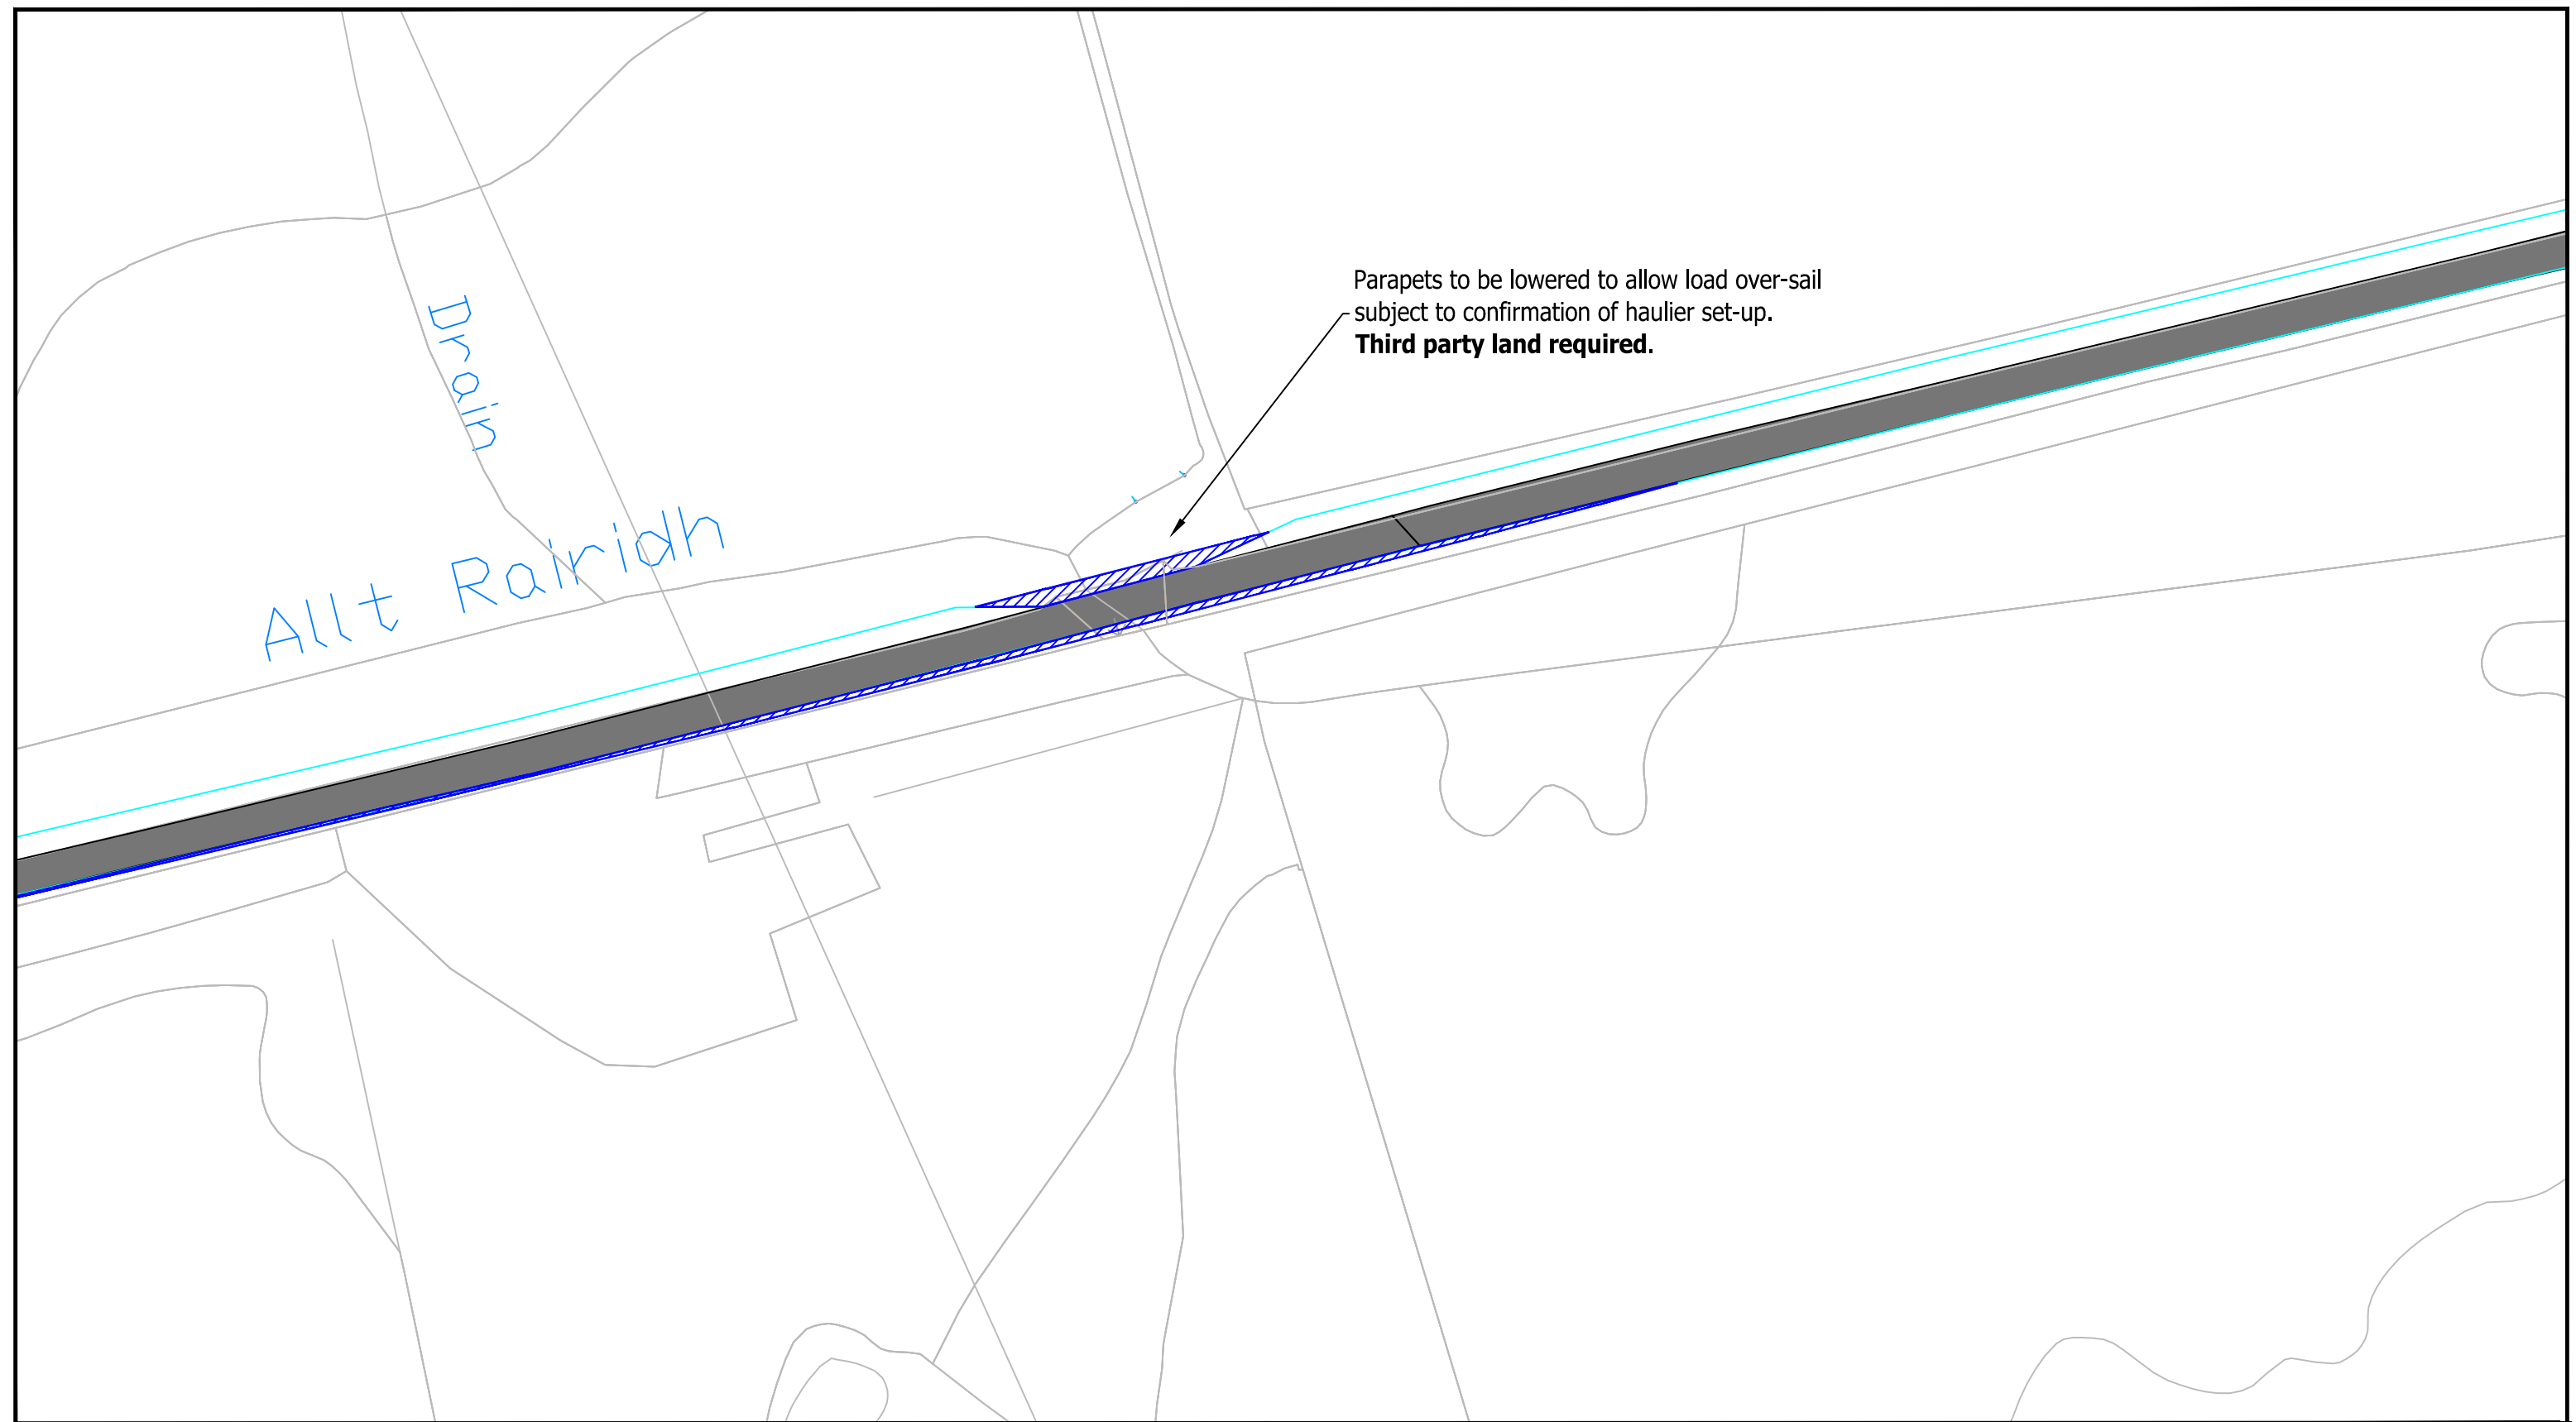 Drain
Parapets to be lowered to allow load over-sail
subject to confirmation of haulier set-up.
Third party land required.
Allt Rairidh